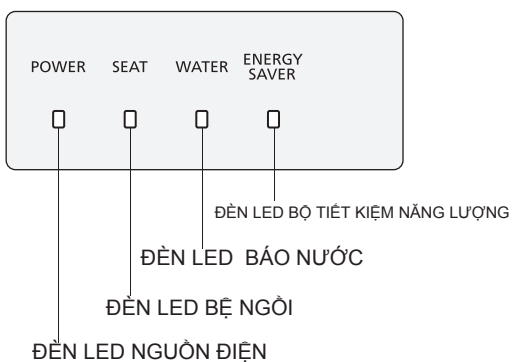 POWER SEAT WATER ENERGY SAVER
ĐÈN LED BỘ TIẾT KIỆM NĂNG LƯỢNG
ĐÈN LED BÁO NƯỚC
ĐÈN LED BỆ NGỒI
ĐÈN LED NGUỒN ĐIỆN